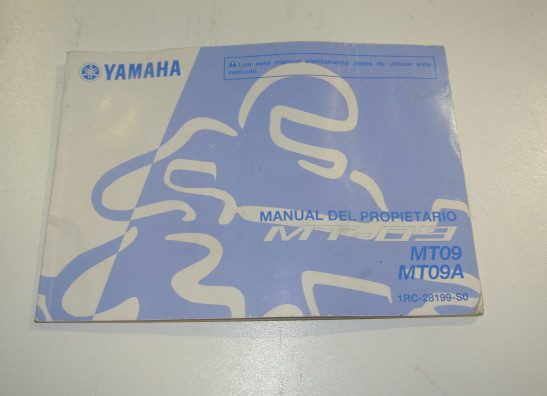 YAMAHA
Lea este manual atentamente antes de utilizar este
vehículo.
MANUAL DEL PROPIETARIO
MT-09
MT09
MT09A
1RC-28199-S0